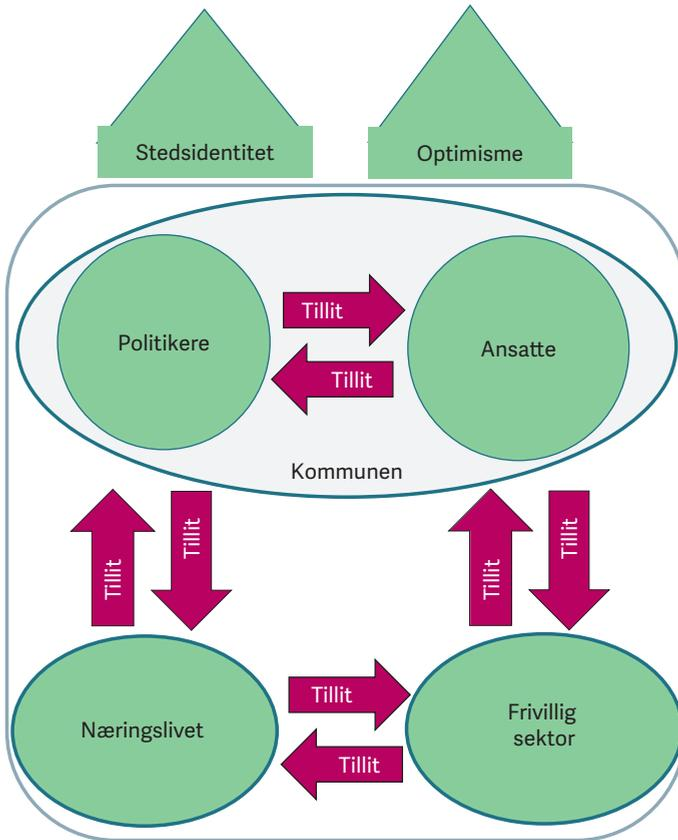 Stedsidentitet
Optimisme
Tillit
Politikere
Ansatte
Tillit
Kommunen
Tillit
Tillit
Tillit
Tillit
Tillit
Næringslivet
Frivillig
sektor
Tillit